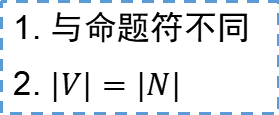 1. 与命题符不同
2. |V| = |N|